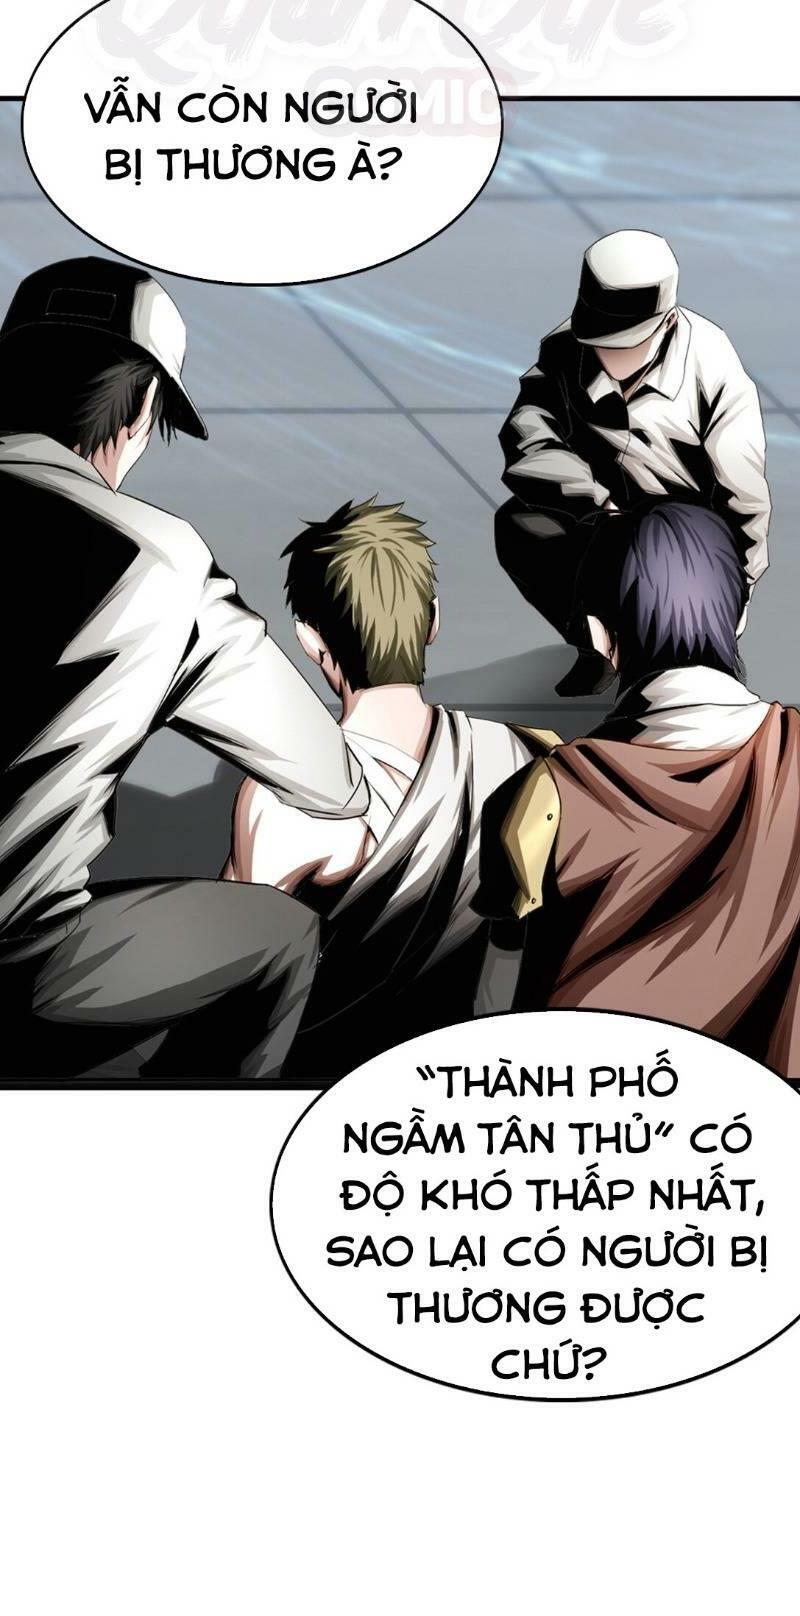 COMIC
VẪN CÒN NGƯỜI
BỊ THƯƠNG À?
"THÀNH PHỐ
NGẦM TÂN THỦ" CÓ
ĐỘ KHÓ THẤP NHẤT,
SAO LẠI CÓ NGƯỜI BỊ
THƯƠNG ĐƯỢC
CHỨ?